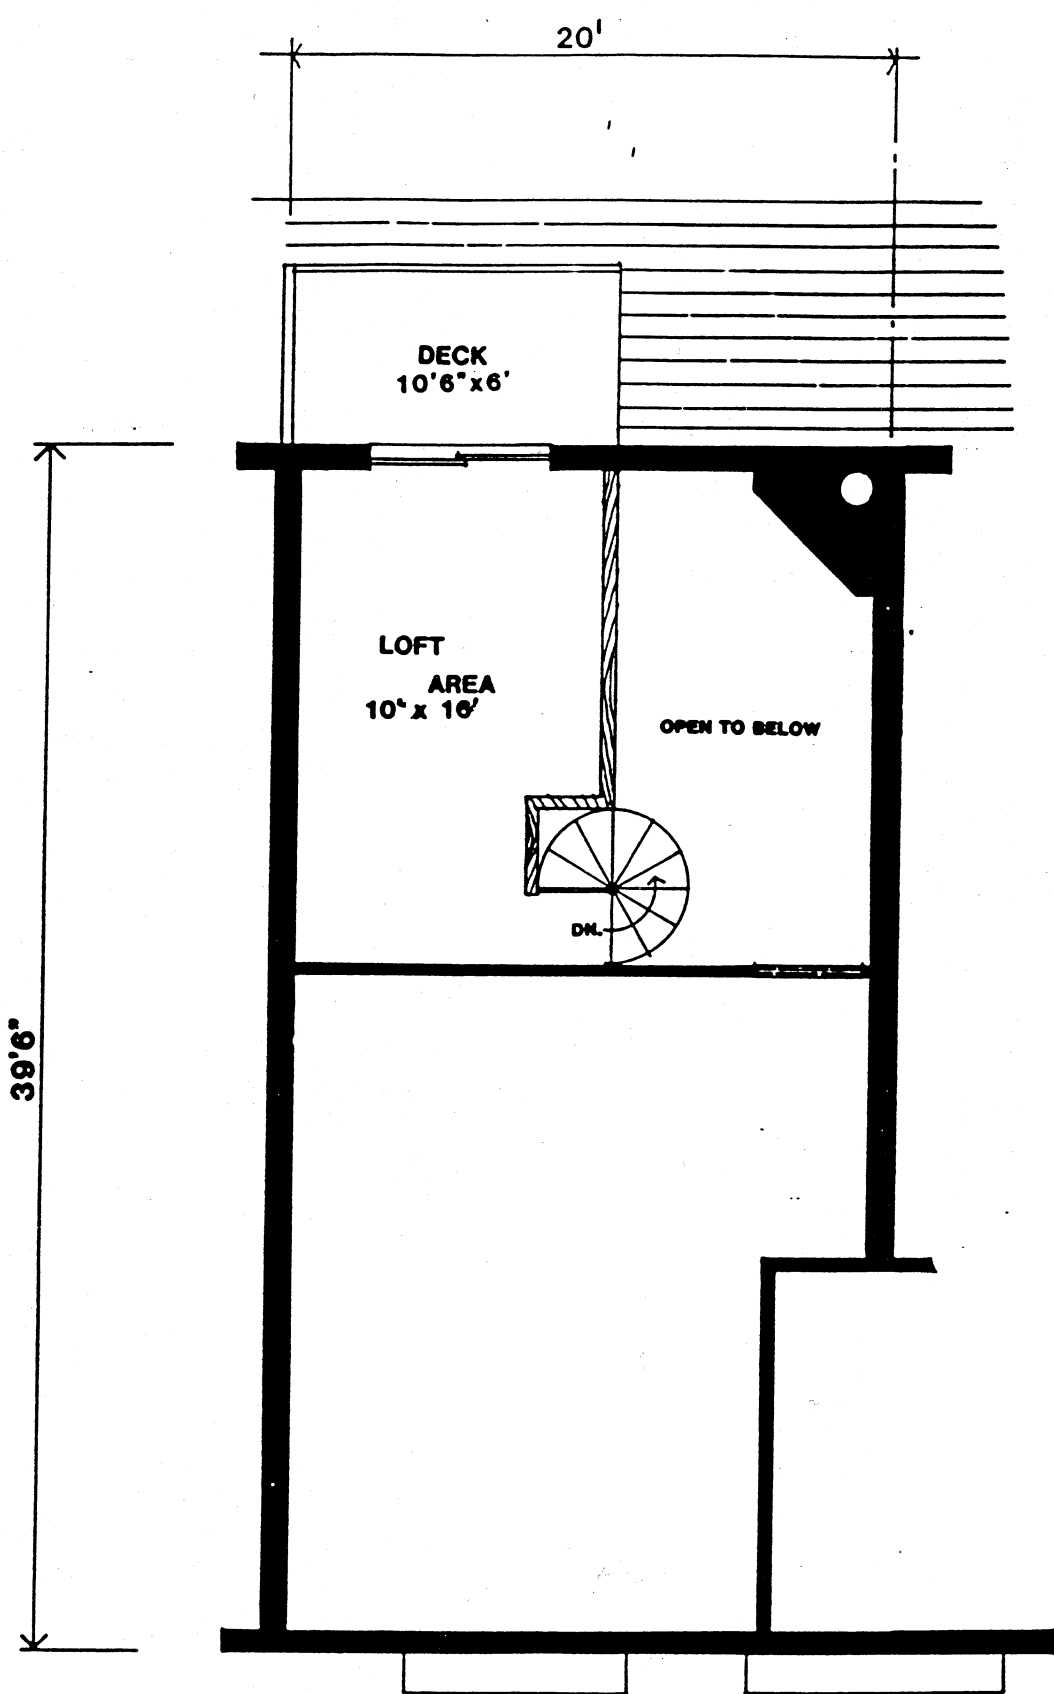 20'
DECK
10'6"x6'
LOFT
AREA
10" x 16'
OPEN TO BELOW
DN.
39'6"